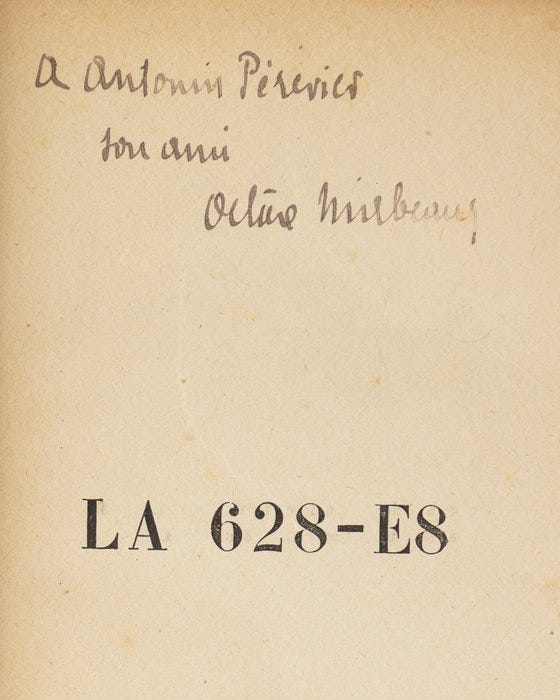 A Antonin Périvier
son ami
Octave Mirbeau
LA 628-E8